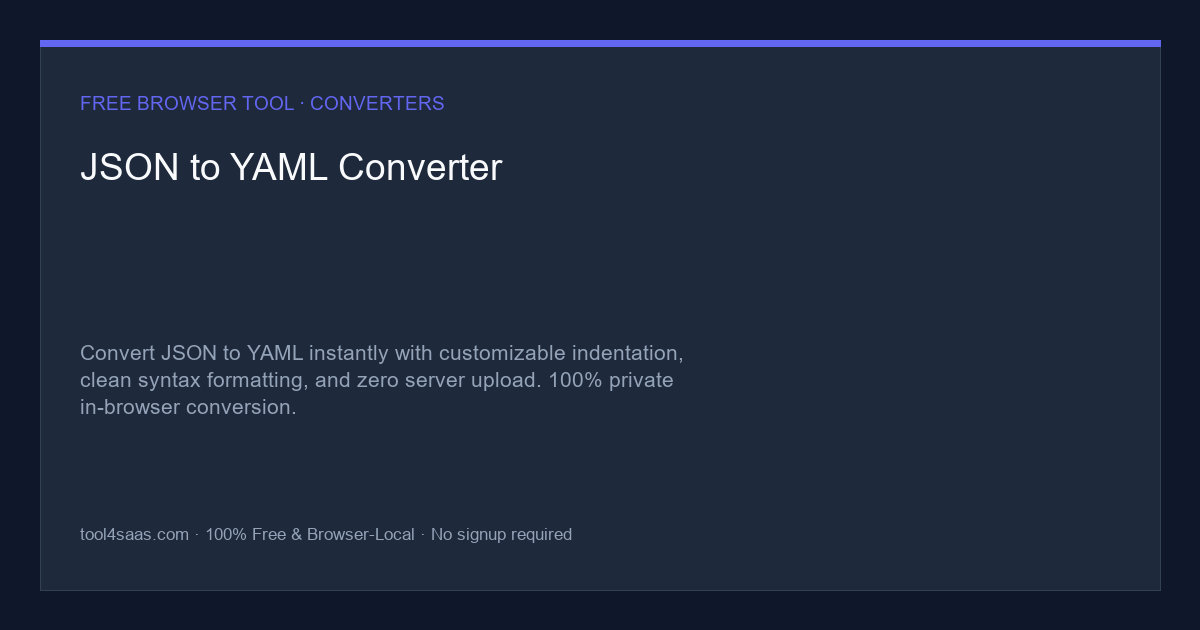 FREE BROWSER TOOL · CONVERTERS
JSON to YAML Converter
Convert JSON to YAML instantly with customizable indentation,
clean syntax formatting, and zero server upload. 100% private
in-browser conversion.
tool4saas.com · 100% Free & Browser-Local · No signup required